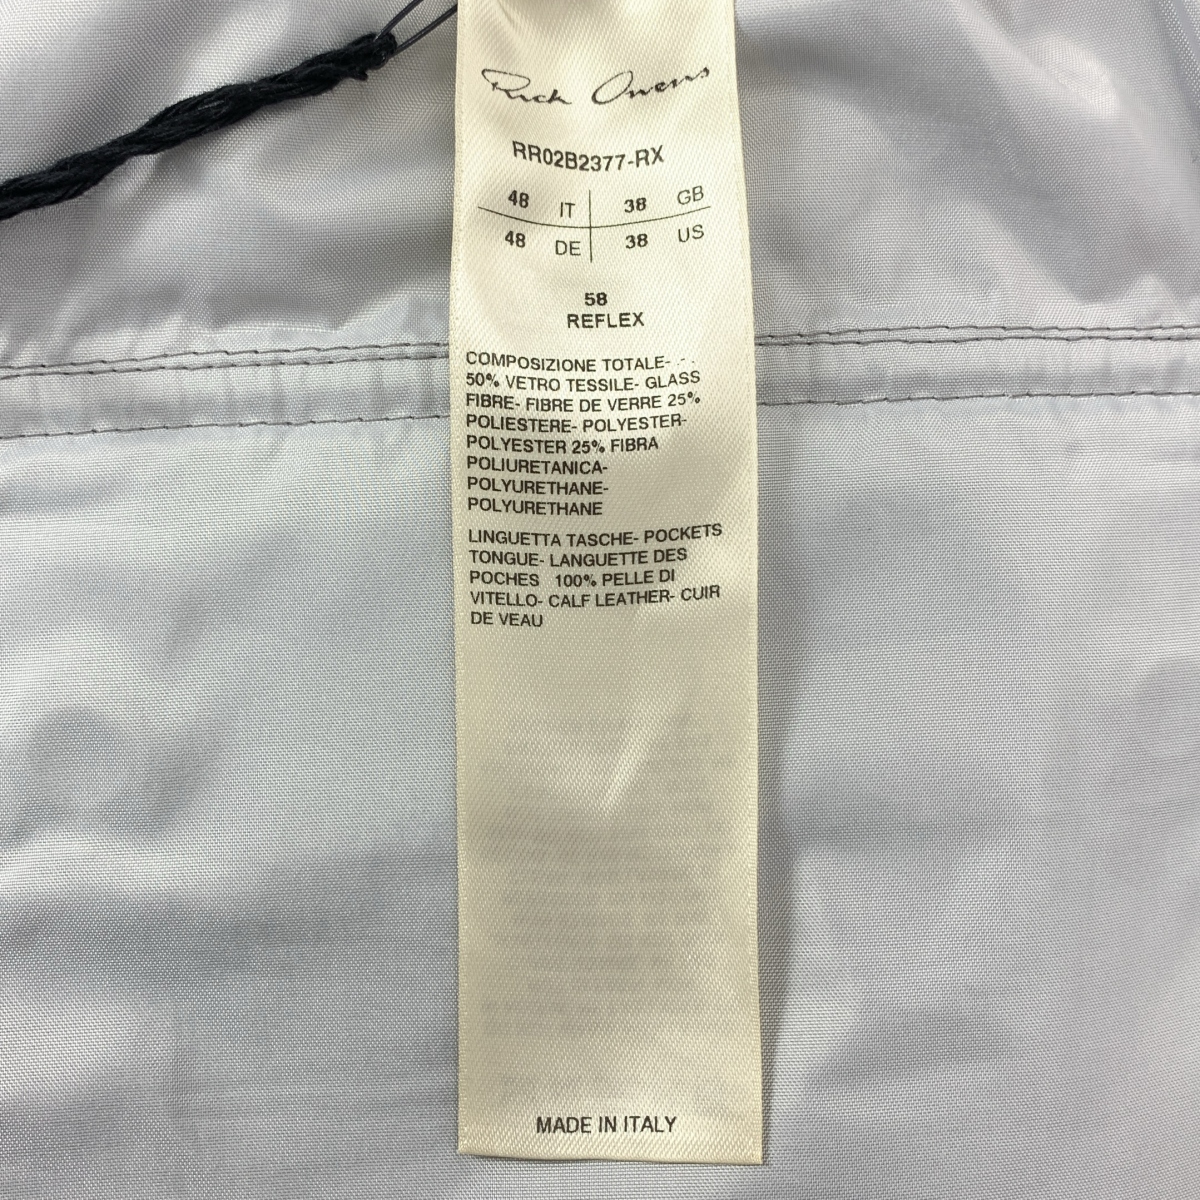 Rick Owens
RR02B2377-RX
48 IT 38 GB
48 DE 38 US
58
REFLEX
COMPOSIZIONE TOTALE-
50% VETRO TESSILE- GLASS
FIBRE- FIBRE DE VERRE 25%
POLIESTERE- POLYESTER-
POLYESTER 25% FIBRA
POLIURETANICA-
POLYURETHANE-
POLYURETHANE
LINGUETTA TASCHE- POCKETS
TONGUE- LANGUETTE DES
POCHES 100% PELLE DI
VITELLO- CALF LEATHER- CUIR
DE VEAU
MADE IN ITALY